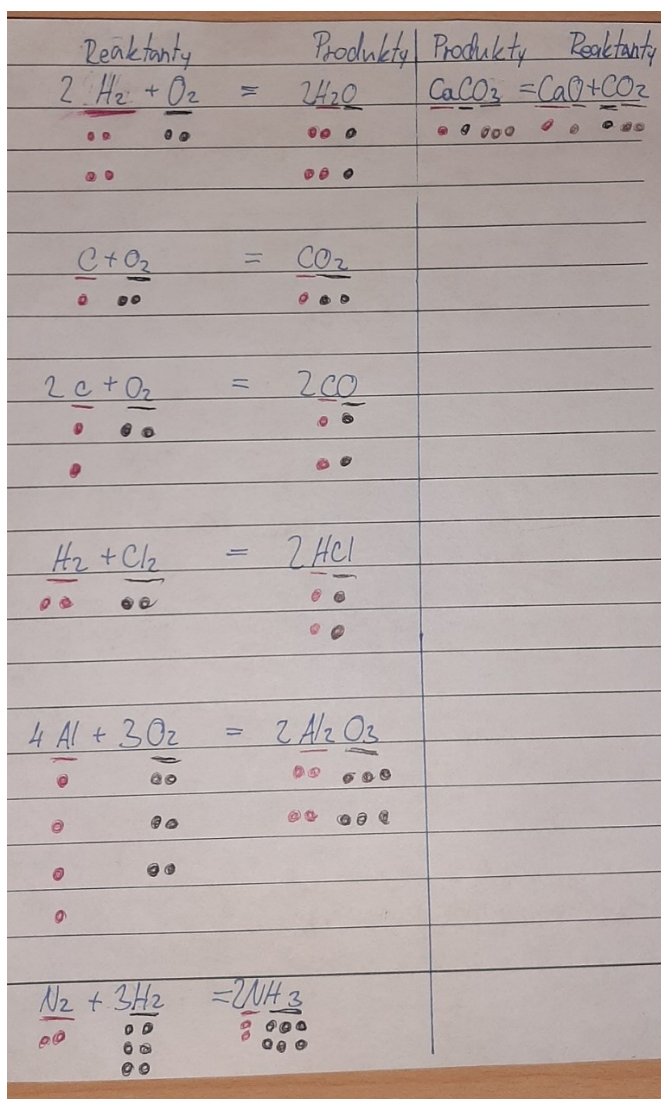 Reaktanty Produkty Produkty Reaktanty
2 H₂ + O₂ = 2H₂O CaCO₃ = CaO+CO₂
C + O₂ = CO₂
2 C + O₂ = 2 CO
H₂ + Cl₂ = 2 HCl
4 Al + 3 O₂ = 2 Al₂ O₃
N₂ + 3H₂ = 2NH₃